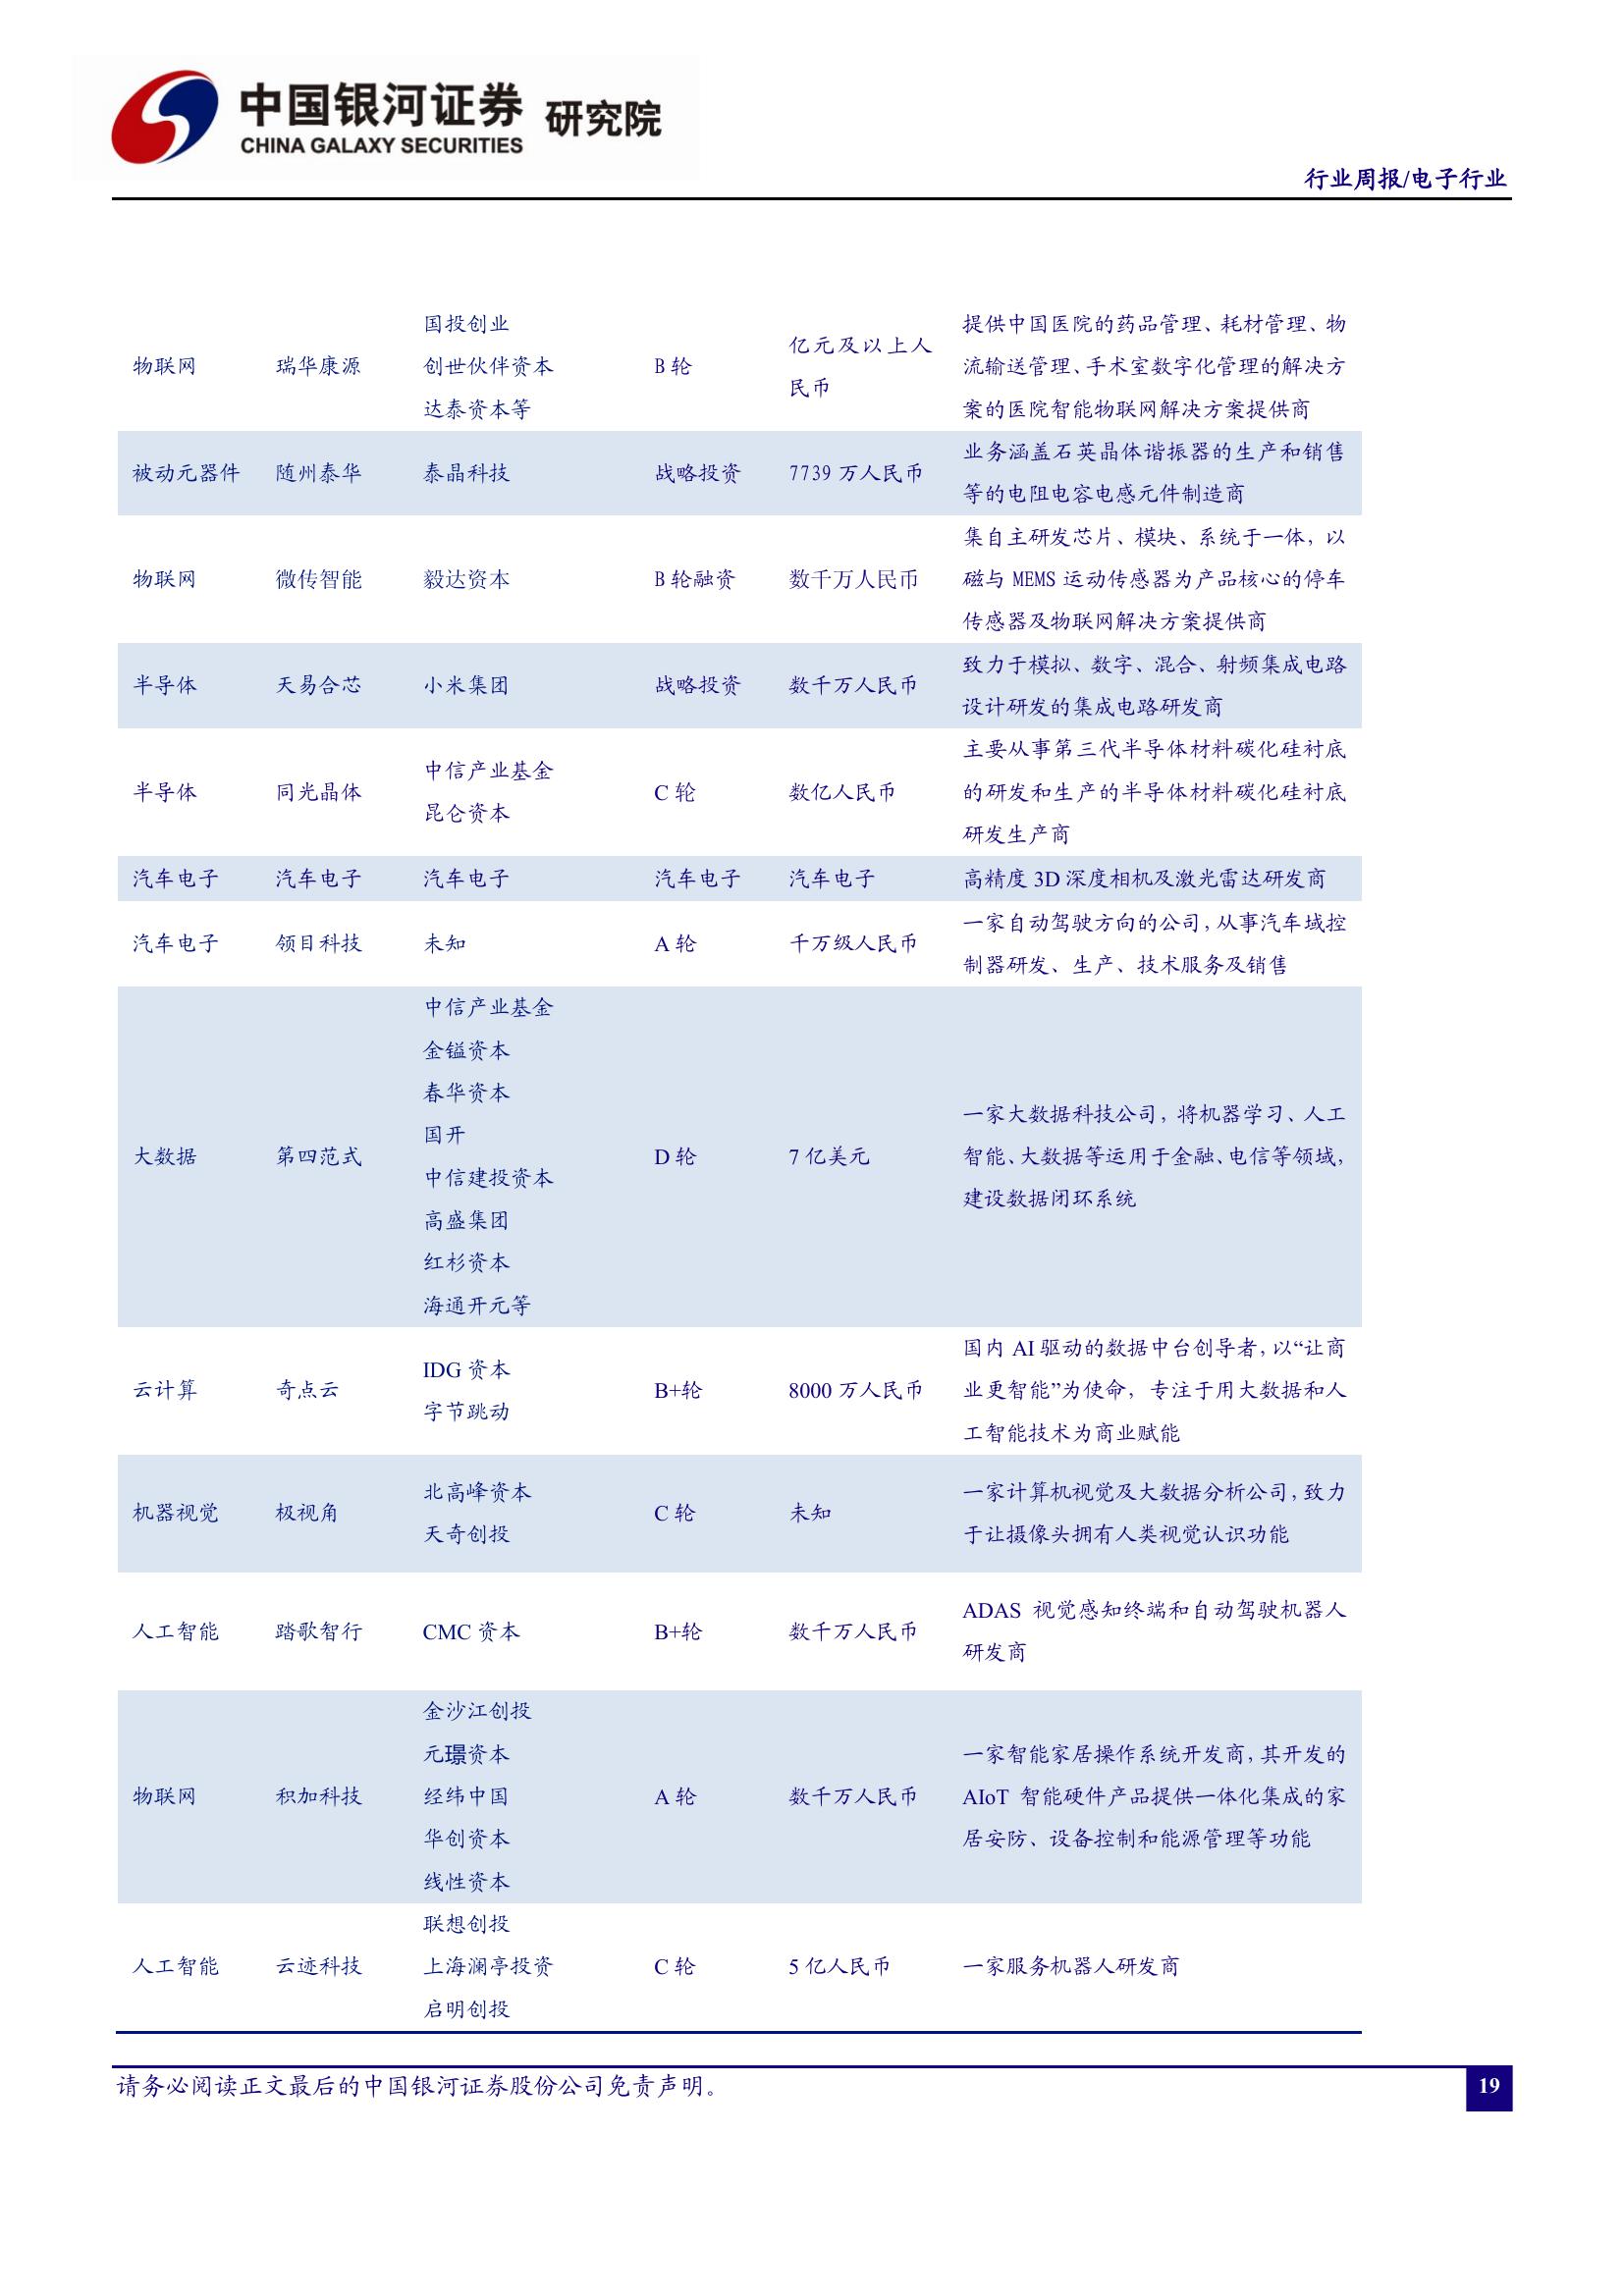 中国银河证券 研究院
CHINA GALAXY SECURITIES
行业周报/电子行业
物联网
瑞华康源
国投创业
创世伙伴资本
达泰资本等
B 轮
亿元及以上人
民币
提供中国医院的药品管理、耗材管理、物
流输送管理、手术室数字化管理的解决方
案的医院智能物联网解决方案提供商
被动元器件
随州泰华
泰晶科技
战略投资
7739 万人民币
业务涵盖石英晶体谐振器的生产和销售
等的电阻电容电感元件制造商
物联网
微传智能
毅达资本
B 轮融资
数千万人民币
集自主研发芯片、模块、系统于一体，以
磁与 MEMS 运动传感器为产品核心的停车
传感器及物联网解决方案提供商
半导体
天易合芯
小米集团
战略投资
数千万人民币
致力于模拟、数字、混合、射频集成电路
设计研发的集成电路研发商
半导体
同光晶体
中信产业基金
昆仑资本
C 轮
数亿人民币
主要从事第三代半导体材料碳化硅衬底
的研发和生产的半导体材料碳化硅衬底
研发生产商
汽车电子
汽车电子
汽车电子
汽车电子
汽车电子
高精度 3D 深度相机及激光雷达研发商
汽车电子
领目科技
未知
A 轮
千万级人民币
一家自动驾驶方向的公司，从事汽车域控
制器研发、生产、技术服务及销售
大数据
第四范式
中信产业基金
金镒资本
春华资本
国开
中信建投资本
高盛集团
红杉资本
海通开元等
D 轮
7 亿美元
一家大数据科技公司，将机器学习、人工
智能、大数据等运用于金融、电信等领域，
建设数据闭环系统
云计算
奇点云
IDG 资本
字节跳动
B+轮
8000 万人民币
国内 AI 驱动的数据中台创导者，以“让商
业更智能”为使命，专注于用大数据和人
工智能技术为商业赋能
机器视觉
极视角
北高峰资本
天奇创投
C 轮
未知
一家计算机视觉及大数据分析公司，致力
于让摄像头拥有人类视觉认识功能
人工智能
踏歌智行
CMC 资本
B+轮
数千万人民币
ADAS 视觉感知终端和自动驾驶机器人
研发商
物联网
积加科技
金沙江创投
元璟资本
经纬中国
华创资本
线性资本
A 轮
数千万人民币
一家智能家居操作系统开发商，其开发的
AIoT 智能硬件产品提供一体化集成的家
居安防、设备控制和能源管理等功能
人工智能
云迹科技
联想创投
上海澜亭投资
启明创投
C 轮
5 亿人民币
一家服务机器人研发商
请务必阅读正文最后的中国银河证券股份公司免责声明。
19